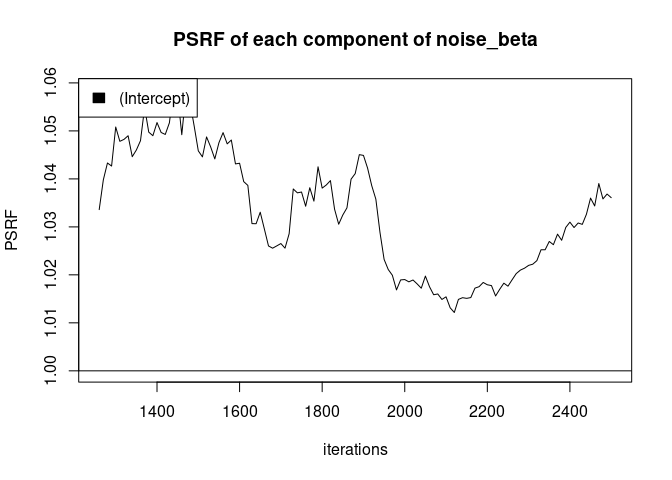 PSRF of each component of noise_beta
(Intercept)
PSRF
1.06
1.05
1.04
1.03
1.02
1.01
1.00
1400 1600 1800 2000 2200 2400
iterations